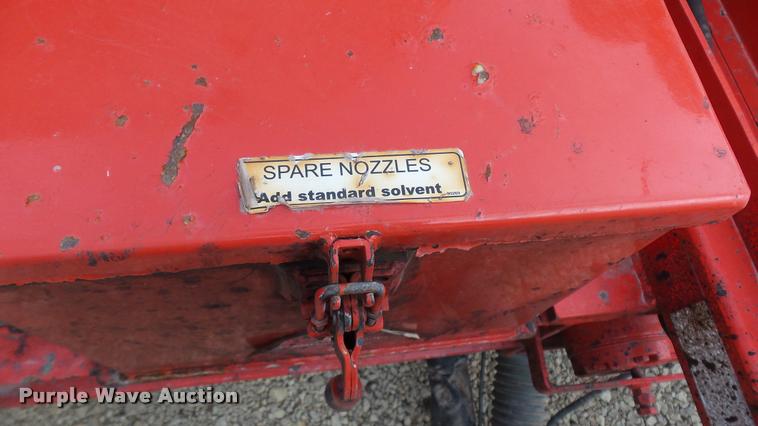 SPARE NOZZLES
Add standard solvent
Purple Wave Auction